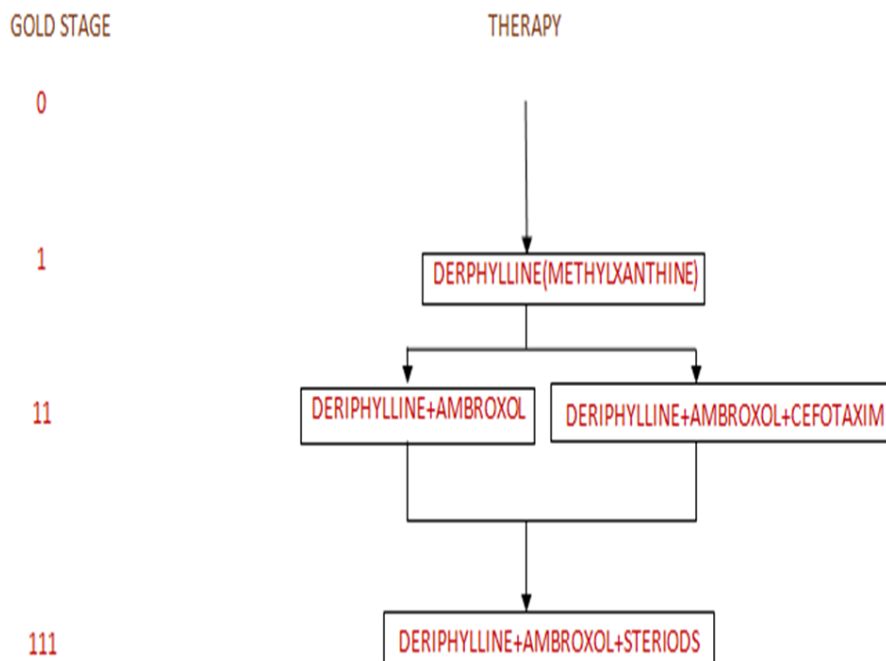 GOLD STAGE THERAPY
0
1 DERPHYLLINE(METHYLXANTHINE)
11 DERIPHYLLINE+AMBROXOL DERIPHYLLINE+AMBROXOL+CEFOTAXIM
111 DERIPHYLLINE+AMBROXOL+STERIODS